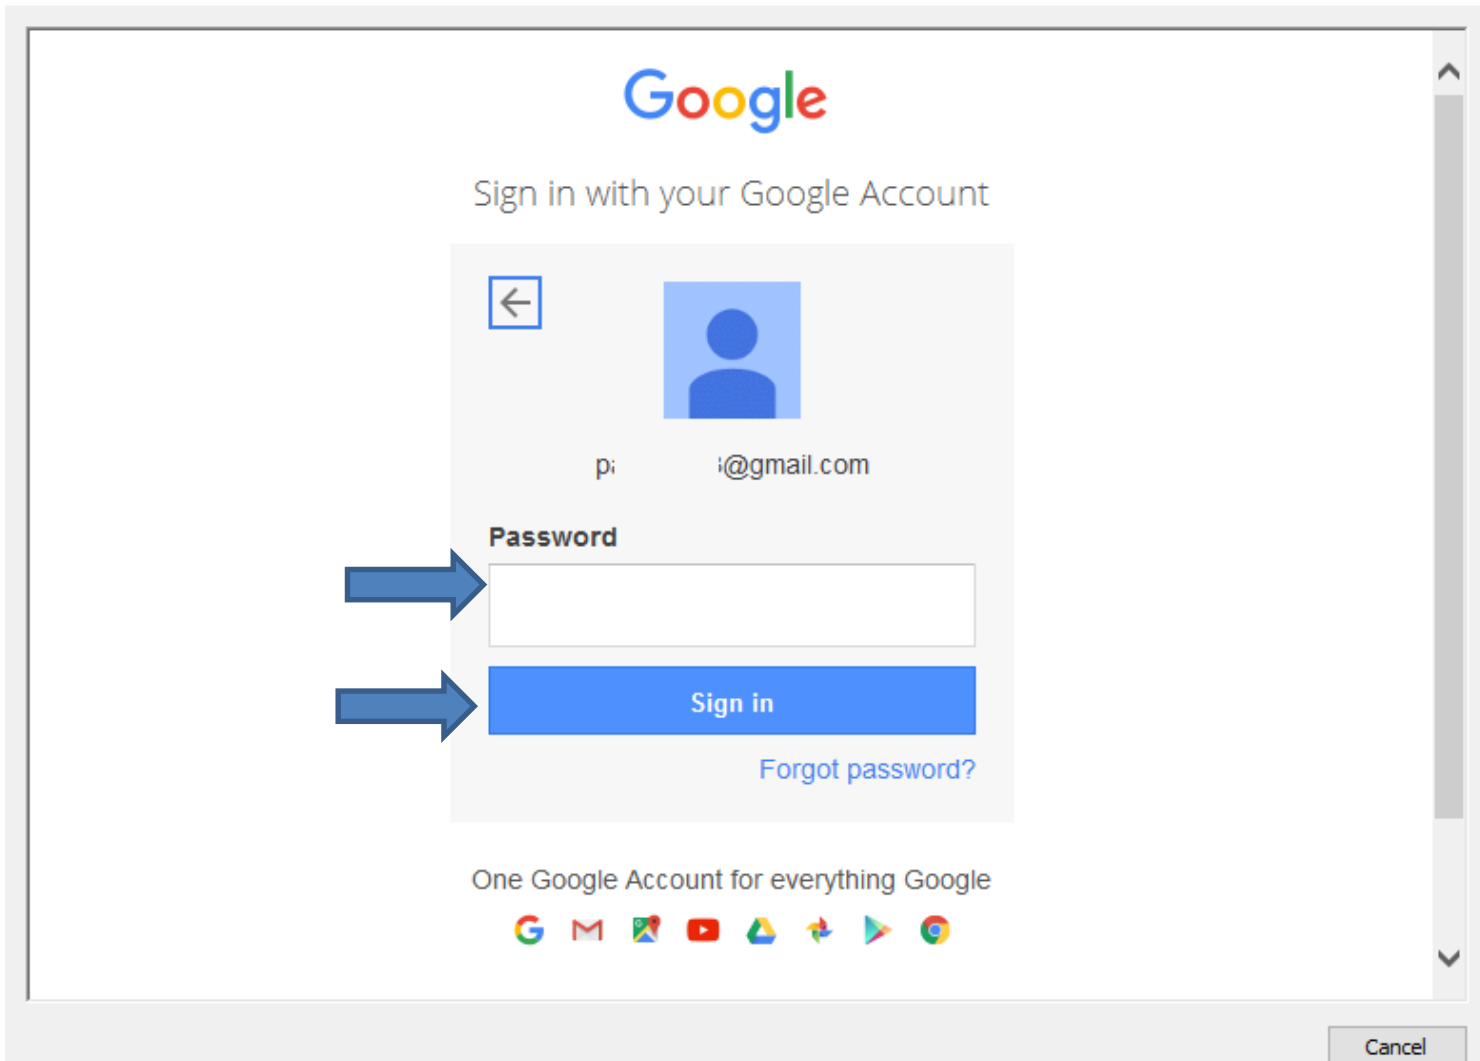 Google
Sign in with your Google Account
@gmail.com
Password
Sign in
Forgot password?
One Google Account for everything Google
Cancel